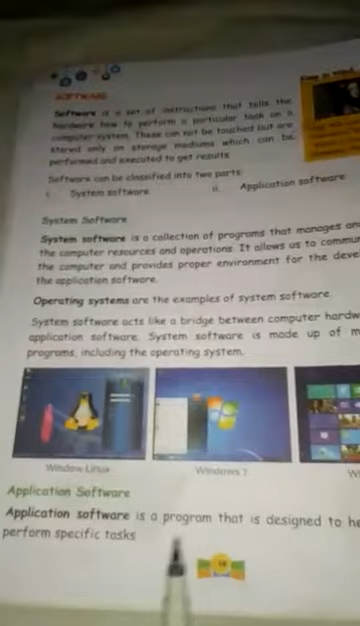 SOFTWARE
Software is a set of instructions that tells the
hardware how to perform a particular task on a
computer system. These can not be touched but are
stored only on storage mediums which can be
performed and executed to get results.
Software can be classified into two parts:
i. System software ii. Application software
System Software
System software is a collection of programs that manages
the computer resources and operations. It allows us to
the computer and provides proper environment for the
the application software.
Operating systems are the examples of system software.
System software acts like a bridge between computer
application software. System software is made up of
programs, including the operating system.
Window Linux
Windows 7
Application Software
Application software is a program that is designed to
perform specific tasks